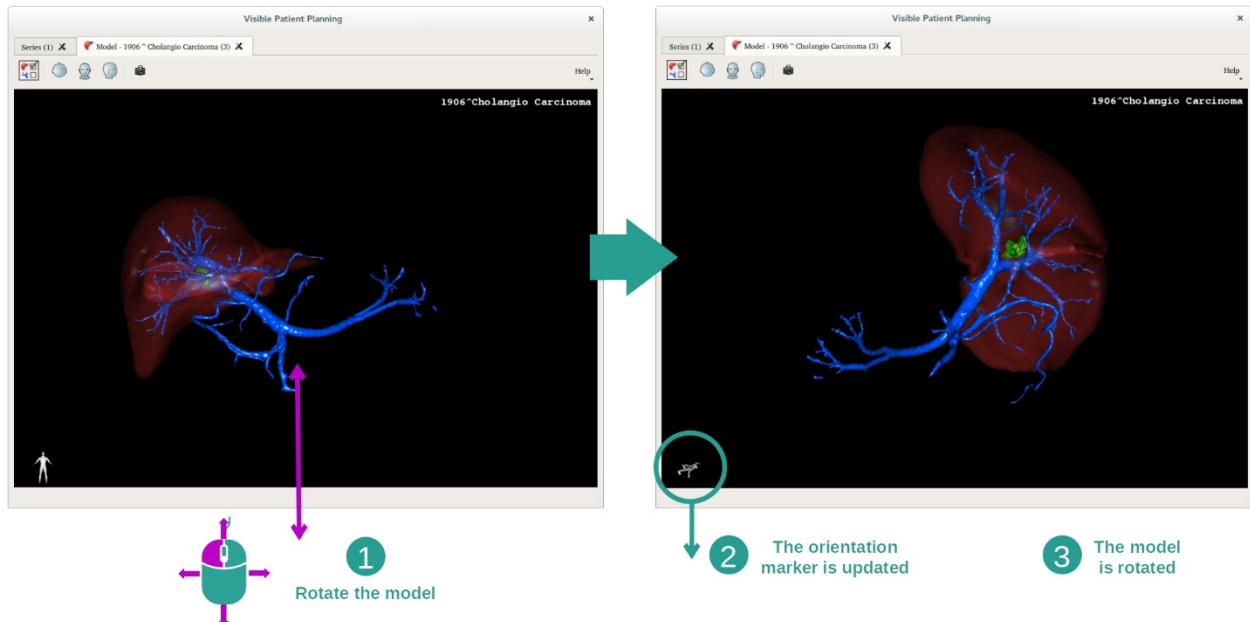 Visible Patient Planning
Series (1)
Model - 1906 ^ Cholangio Carcinoma (3)
Help
1906^Cholangio Carcinoma
Visible Patient Planning
Series (1)
Model - 1906 ^ Cholangio Carcinoma (3)
Help
1906^Cholangio Carcinoma
1
Rotate the model
2
The orientation
marker is updated
3
The model
is rotated